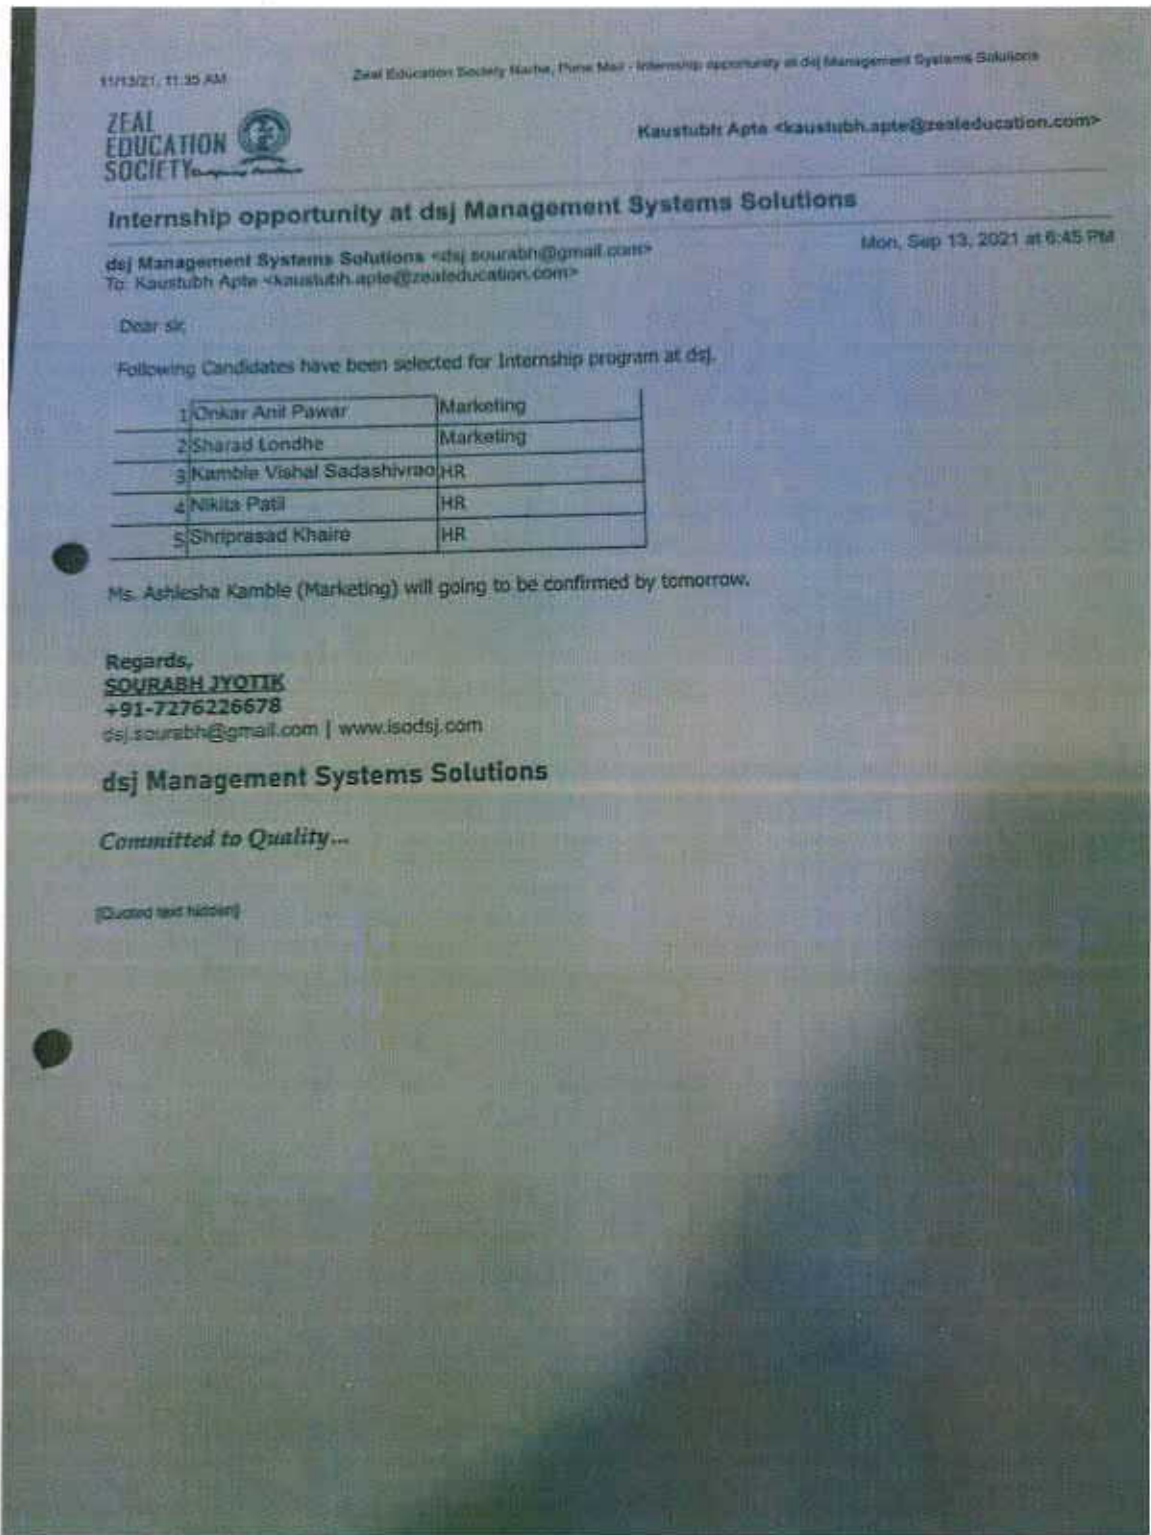 11/13/21, 11:35 AM
Zeal Education Society Narhe, Pune Mail - Internship opportunity at dsj Management Systems Solutions
ZEAL
EDUCATION
SOCIETY
Kaustubh Apte <kaustubh.apte@zealeducation.com>
Internship opportunity at dsj Management Systems Solutions
dsj Management Systems Solutions <dsj.sourabh@gmail.com>
Mon, Sep 13, 2021 at 6:45 PM
To: Kaustubh Apte <kaustubh.apte@zealeducation.com>
Dear sir,
Following Candidates have been selected for Internship program at dsj.
1 Onkar Anil Pawar Marketing
2 Sharad Londhe Marketing
3 Kamble Vishal Sadashivrao HR
4 Nikita Patil HR
5 Shriprasad Khaire HR
Ms. Ashlesha Kamble (Marketing) will going to be confirmed by tomorrow.
Regards,
SOURABH JYOTIK
+91-7276226678
dsj.sourabh@gmail.com | www.isodsj.com
dsj Management Systems Solutions
Committed to Quality...
[Quoted text hidden]